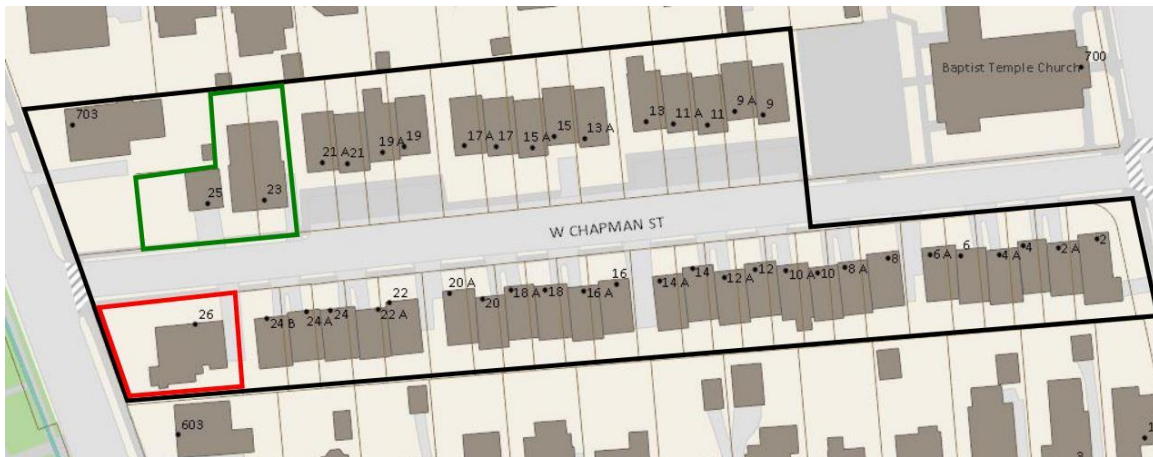 700
Baptist Temple Church
703
13
11 A
11
9 A
9
17 A
17
15 A
15
13 A
21 A
21
19 A
19
25
23
W CHAPMAN ST
26
24 B
24 A
24
22 A
22
20 A
20
18 A
18
16 A
16
14 A
14
12 A
12
10 A
10
8 A
8
6 A
6
4 A
4
2 A
2
603